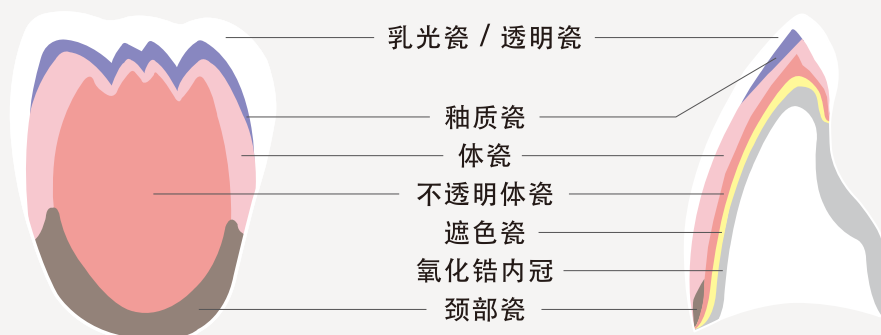 乳光瓷 / 透明瓷
釉质瓷
体瓷
不透明体瓷
遮色瓷
氧化锆内冠
颈部瓷